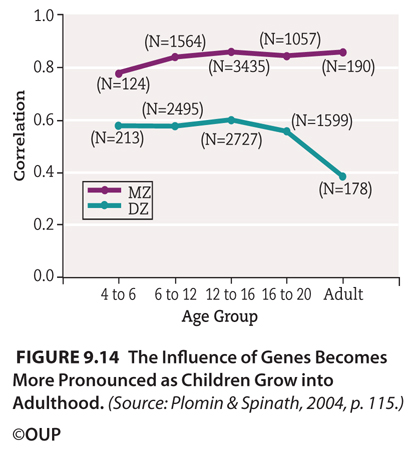 1.0
(N=1564)
(N=1057)
0.8
(N=124)
(N=3435)
(N=190)
(N=2495)
(N=1599)
0.6
(N=213)
(N=2727)
Correlation
0.4
(N=178)
MZ
DZ
0.2
0.0
4 to 6 6 to 12 12 to 16 16 to 20 Adult
Age Group
FIGURE 9.14 The Influence of Genes Becomes
More Pronounced as Children Grow into
Adulthood. (Source: Plomin & Spinath, 2004, p. 115.)
©OUP